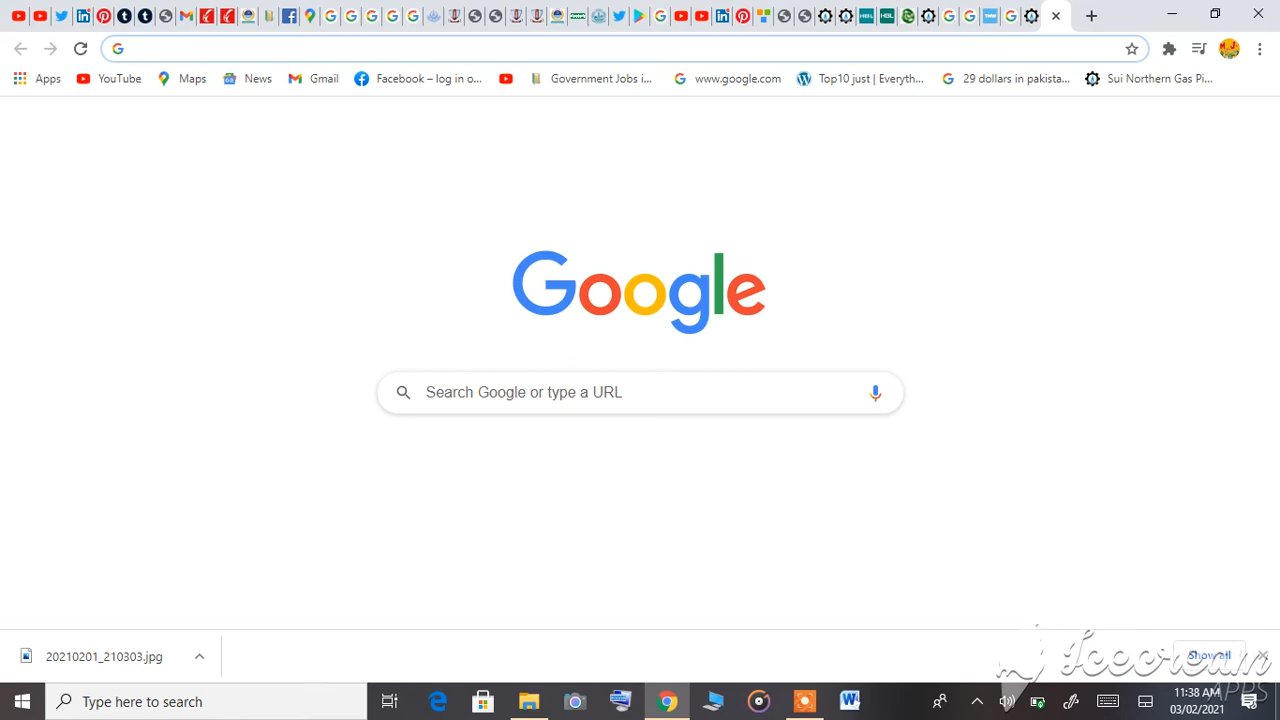 Apps YouTube Maps News Gmail Facebook – log in o... Government Jobs i... www.google.com Top10 just | Everyth... 29 dollars in pakista... Sui Northern Gas Pi...
Google
Search Google or type a URL
20210201_210303.jpg
Show all
Icecream
APPS
Type here to search
11:38 AM
03/02/2021